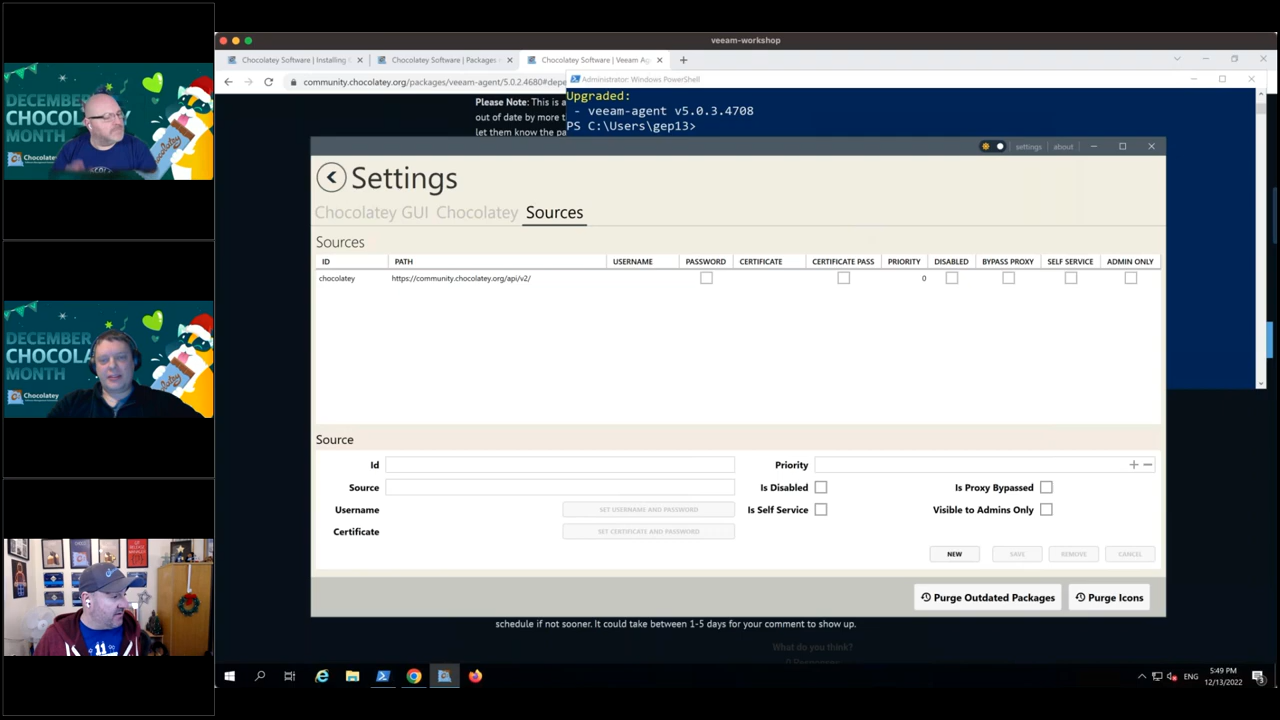 veeam-workshop
Chocolatey Software | Installing
Chocolatey Software | Packages
Chocolatey Software | Veeam Ag
community.chocolatey.org/packages/veeam-agent/5.0.2.4680#depe
Please Note: This is a
out of date by more t
let them know the pa
Administrator: Windows PowerShell
Upgraded:
- veeam-agent v5.0.3.4708
PS C:\Users\gep13>
settings about
Settings
Chocolatey GUI Chocolatey Sources
Sources
ID PATH USERNAME PASSWORD CERTIFICATE CERTIFICATE PASS PRIORITY DISABLED BYPASS PROXY SELF SERVICE ADMIN ONLY
chocolatey https://community.chocolatey.org/api/v2/ 0
Source
Id Priority
Source Is Disabled Is Proxy Bypassed
Username SET USERNAME AND PASSWORD Is Self Service Visible to Admins Only
Certificate SET CERTIFICATE AND PASSWORD
NEW SAVE REMOVE CANCEL
Purge Outdated Packages Purge Icons
schedule if not sooner. It could take between 1-5 days for your comment to show up.
What do you think?
ENG
5:49 PM
12/13/2022
3
DECEMBER
CHOCOL
MONTH
Chocolatey
DECEMBER
CHOCOLA
MONTH
Chocolatey